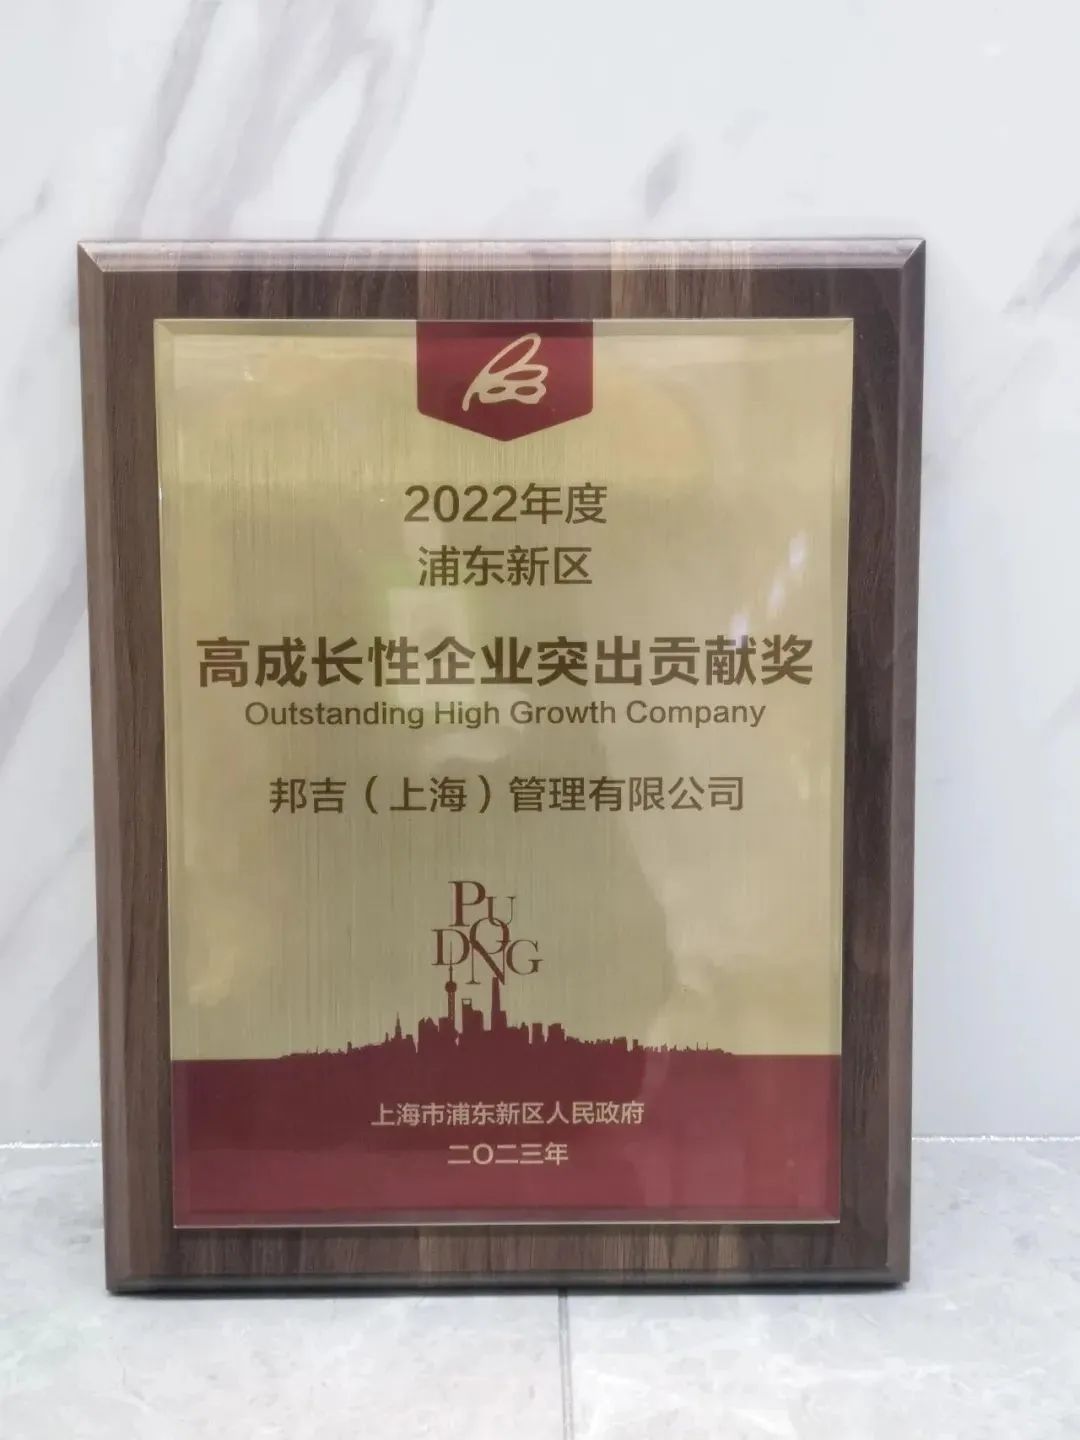 2022年度
浦东新区
高成长性企业突出贡献奖
Outstanding High Growth Company
邦吉（上海）管理有限公司
PU
DONG
上海市浦东新区人民政府
二〇二三年